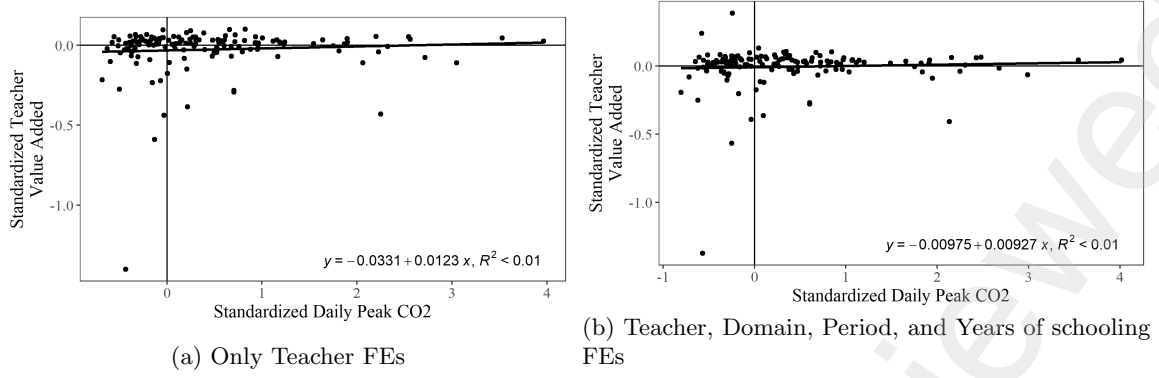 Standardized Teacher
Value Added
0.0
-0.5
-1.0
y = −0.0331 + 0.0123 x, R² < 0.01
0
1
2
3
4
Standardized Daily Peak CO2
(a) Only Teacher FEs
Standardized Teacher
Value Added
0.0
-0.5
-1.0
y = −0.00975 + 0.00927 x, R² < 0.01
-1
0
1
2
3
4
Standardized Daily Peak CO2
(b) Teacher, Domain, Period, and Years of schooling
FEs